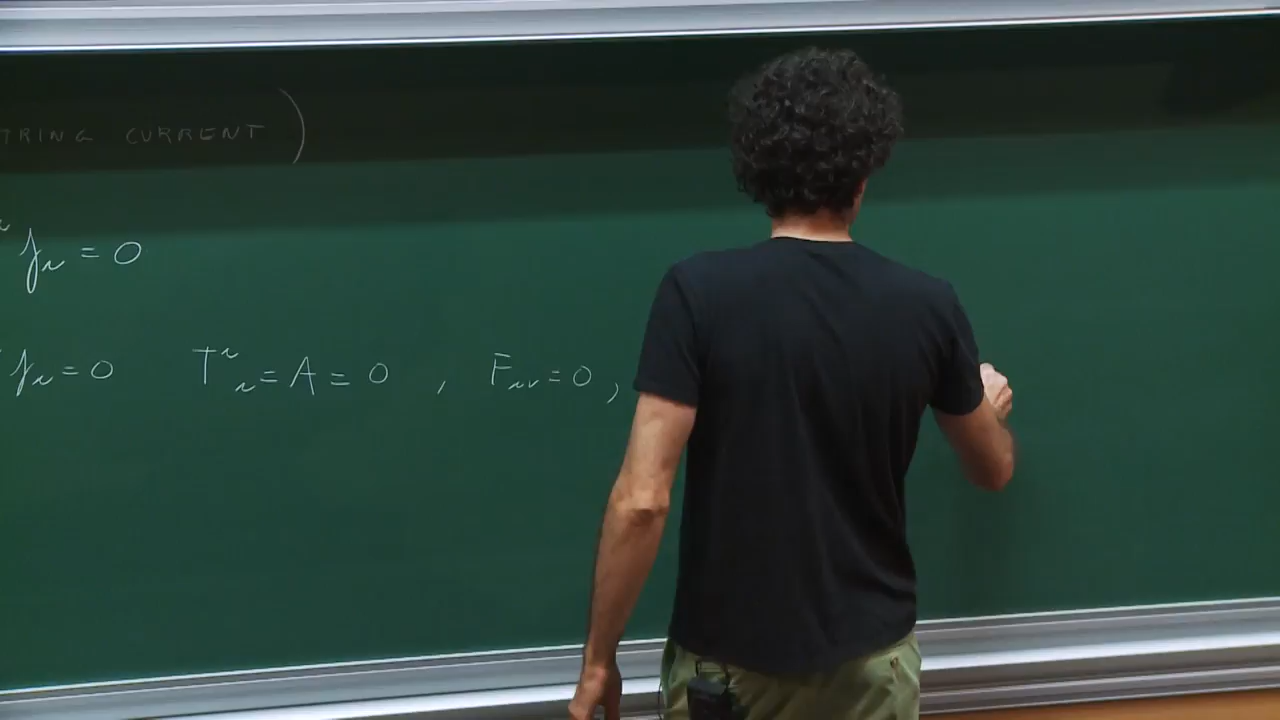 TRING CURRENT )
j_μ = 0
j_μ = 0 T^μ_μ = A = 0 , F_μν = 0 ,